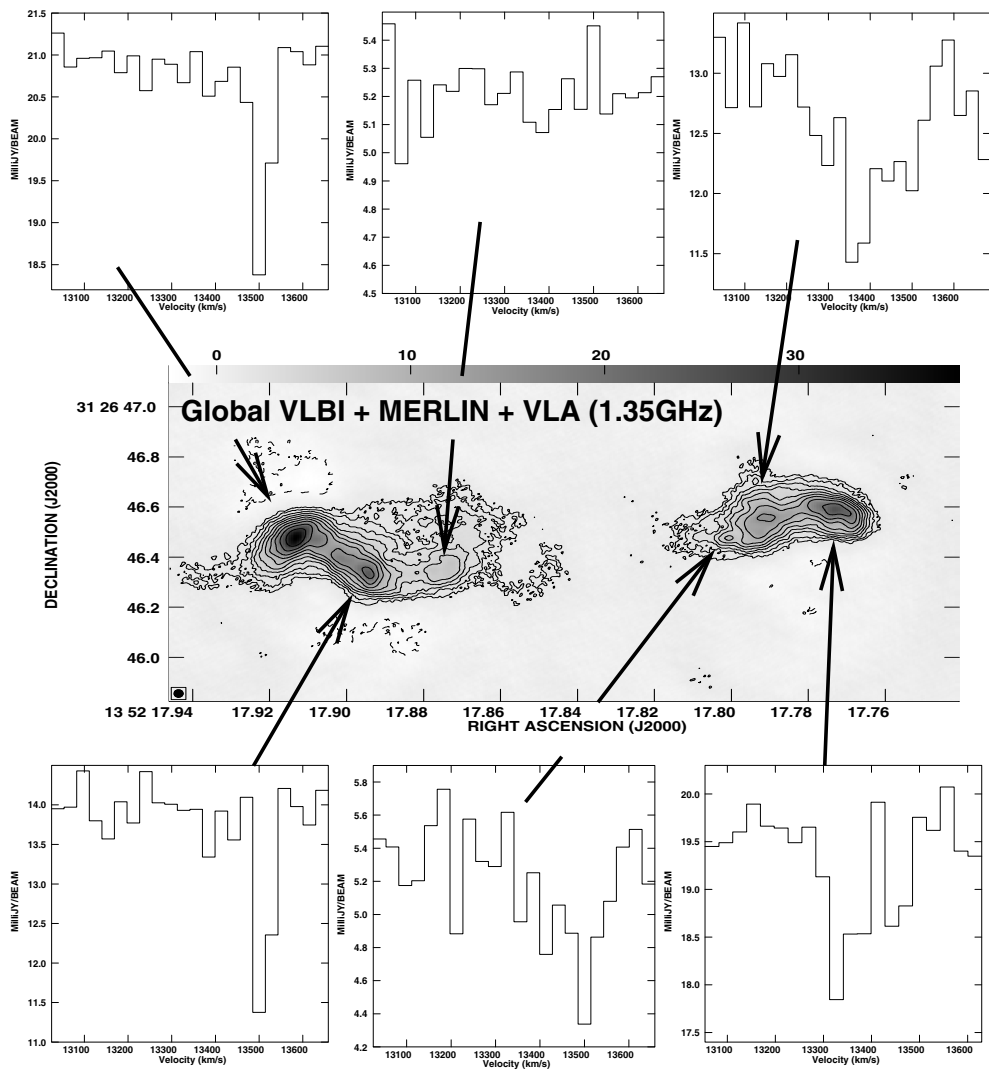 21.5
21.0
20.5
20.0
19.5
19.0
18.5
MilliJY/BEAM
13100 13200 13300 13400 13500 13600
Velocity (km/s)
5.4
5.3
5.2
5.1
5.0
4.9
4.8
4.7
4.6
4.5
MilliJY/BEAM
13100 13200 13300 13400 13500 13600
Velocity (km/s)
13.0
12.5
12.0
11.5
MilliJY/BEAM
13100 13200 13300 13400 13500 13600
Velocity (km/s)
0 10 20 30
Global VLBI + MERLIN + VLA (1.35GHz)
DECLINATION (J2000)
31 26 47.0
46.8
46.6
46.4
46.2
46.0
13 52 17.94 17.92 17.90 17.88 17.86 17.84 17.82 17.80 17.78 17.76
RIGHT ASCENSION (J2000)
14.0
13.5
13.0
12.5
12.0
11.5
11.0
MilliJY/BEAM
13100 13200 13300 13400 13500 13600
Velocity (km/s)
5.8
5.6
5.4
5.2
5.0
4.8
4.6
4.4
4.2
MilliJY/BEAM
13100 13200 13300 13400 13500 13600
Velocity (km/s)
20.0
19.5
19.0
18.5
18.0
17.5
MilliJY/BEAM
13100 13200 13300 13400 13500 13600
Velocity (km/s)